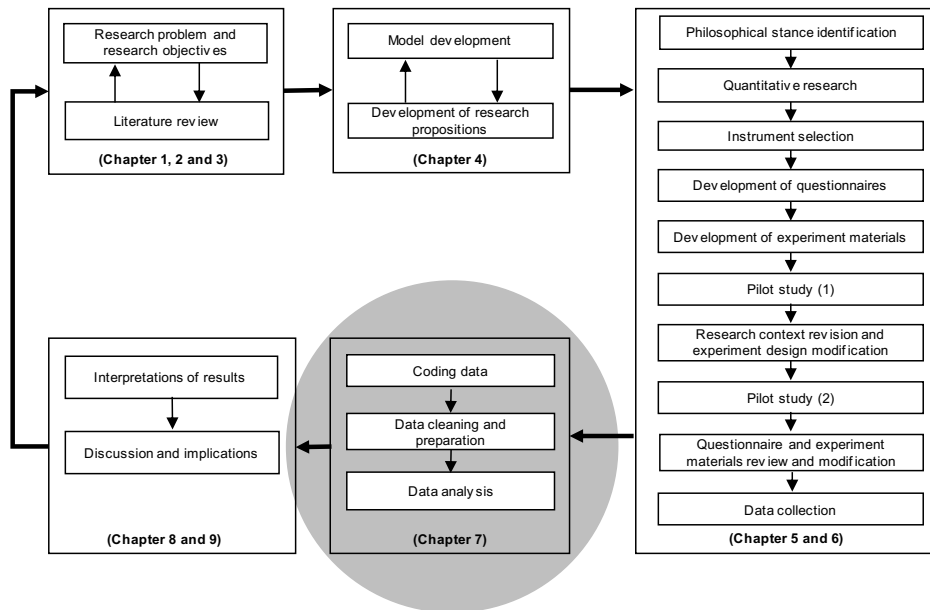 Research problem and
research objectives
Literature review
(Chapter 1, 2 and 3)
Model development
Development of research
propositions
(Chapter 4)
Philosophical stance identification
Quantitative research
Instrument selection
Development of questionnaires
Development of experiment materials
Pilot study (1)
Research context revision and
experiment design modification
Pilot study (2)
Questionnaire and experiment
materials review and modification
Data collection
(Chapter 5 and 6)
Coding data
Data cleaning and
preparation
Data analysis
(Chapter 7)
Interpretations of results
Discussion and implications
(Chapter 8 and 9)